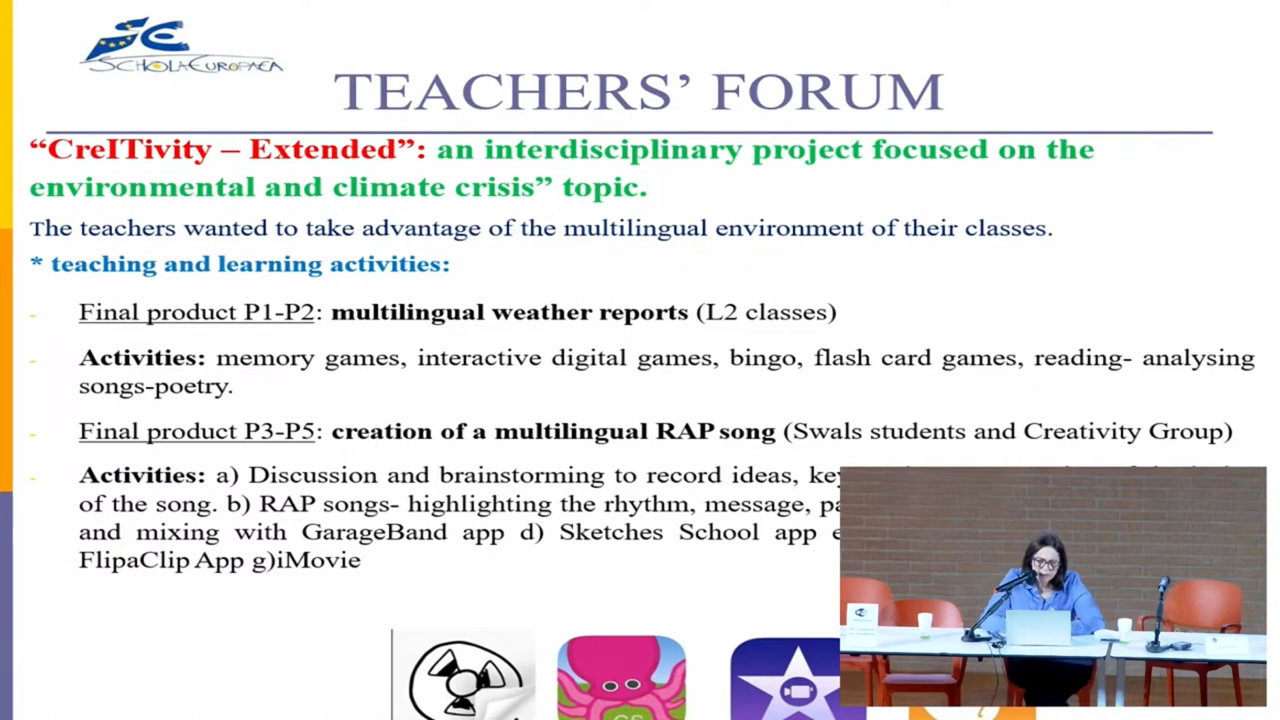 SCHOLA EUROPAEA
TEACHERS' FORUM
“CreITivity – Extended”: an interdisciplinary project focused on the
environmental and climate crisis” topic.
The teachers wanted to take advantage of the multilingual environment of their classes.
* teaching and learning activities:
- Final product P1-P2: multilingual weather reports (L2 classes)
- Activities: memory games, interactive digital games, bingo, flash card games, reading- analysing
songs-poetry.
- Final product P3-P5: creation of a multilingual RAP song (Swals students and Creativity Group)
- Activities: a) Discussion and brainstorming to record ideas,
of the song. b) RAP songs- highlighting the rhythm, message,
and mixing with GarageBand app d) Sketches School app
FlipaClip App g)iMovie